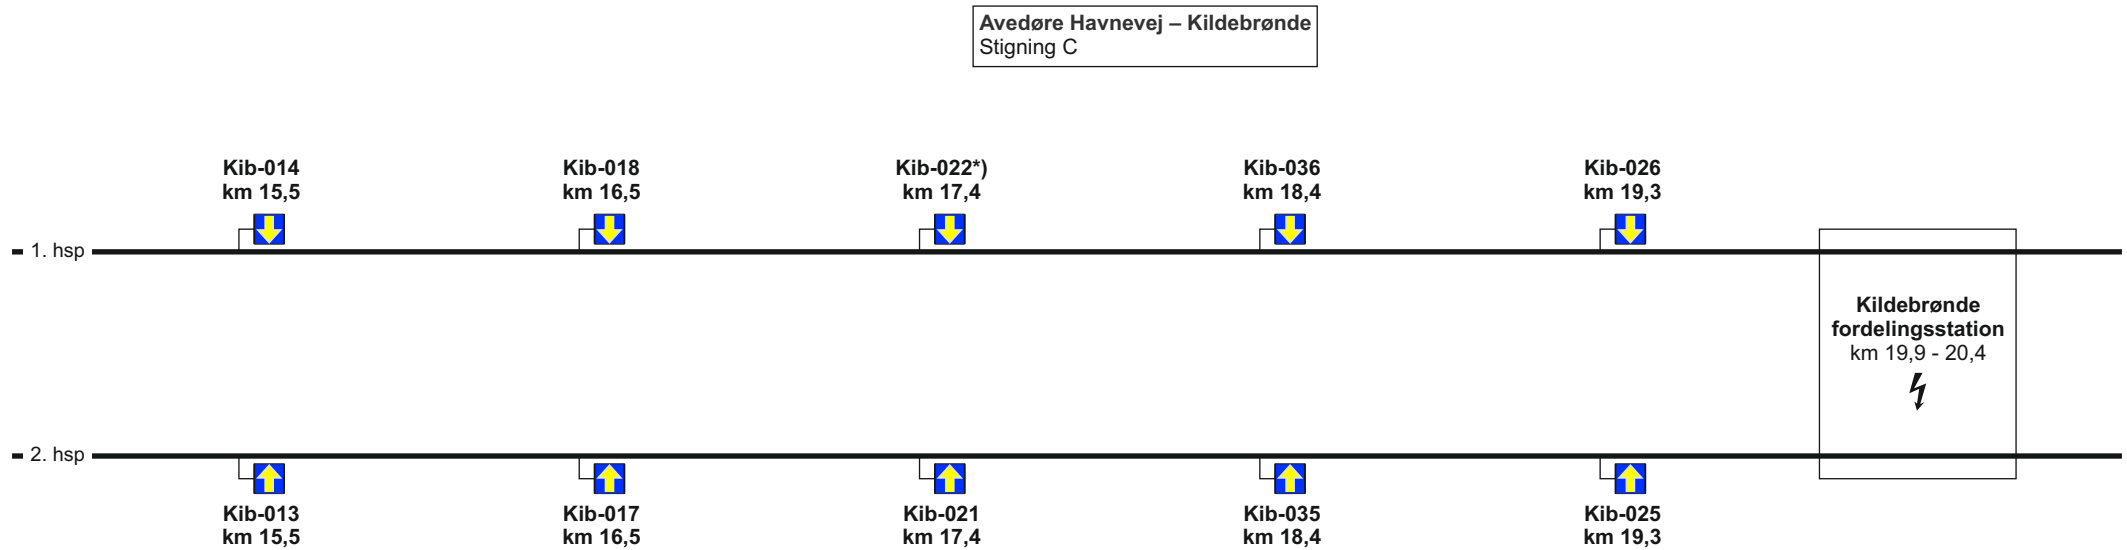 Avedøre Havnevej – Kildebrønde
Stigning C
Kib-014
km 15,5
Kib-018
km 16,5
Kib-022*)
km 17,4
Kib-036
km 18,4
Kib-026
km 19,3
1. hsp
Kildebrønde
fordelingsstation
km 19,9 - 20,4
2. hsp
Kib-013
km 15,5
Kib-017
km 16,5
Kib-021
km 17,4
Kib-035
km 18,4
Kib-025
km 19,3